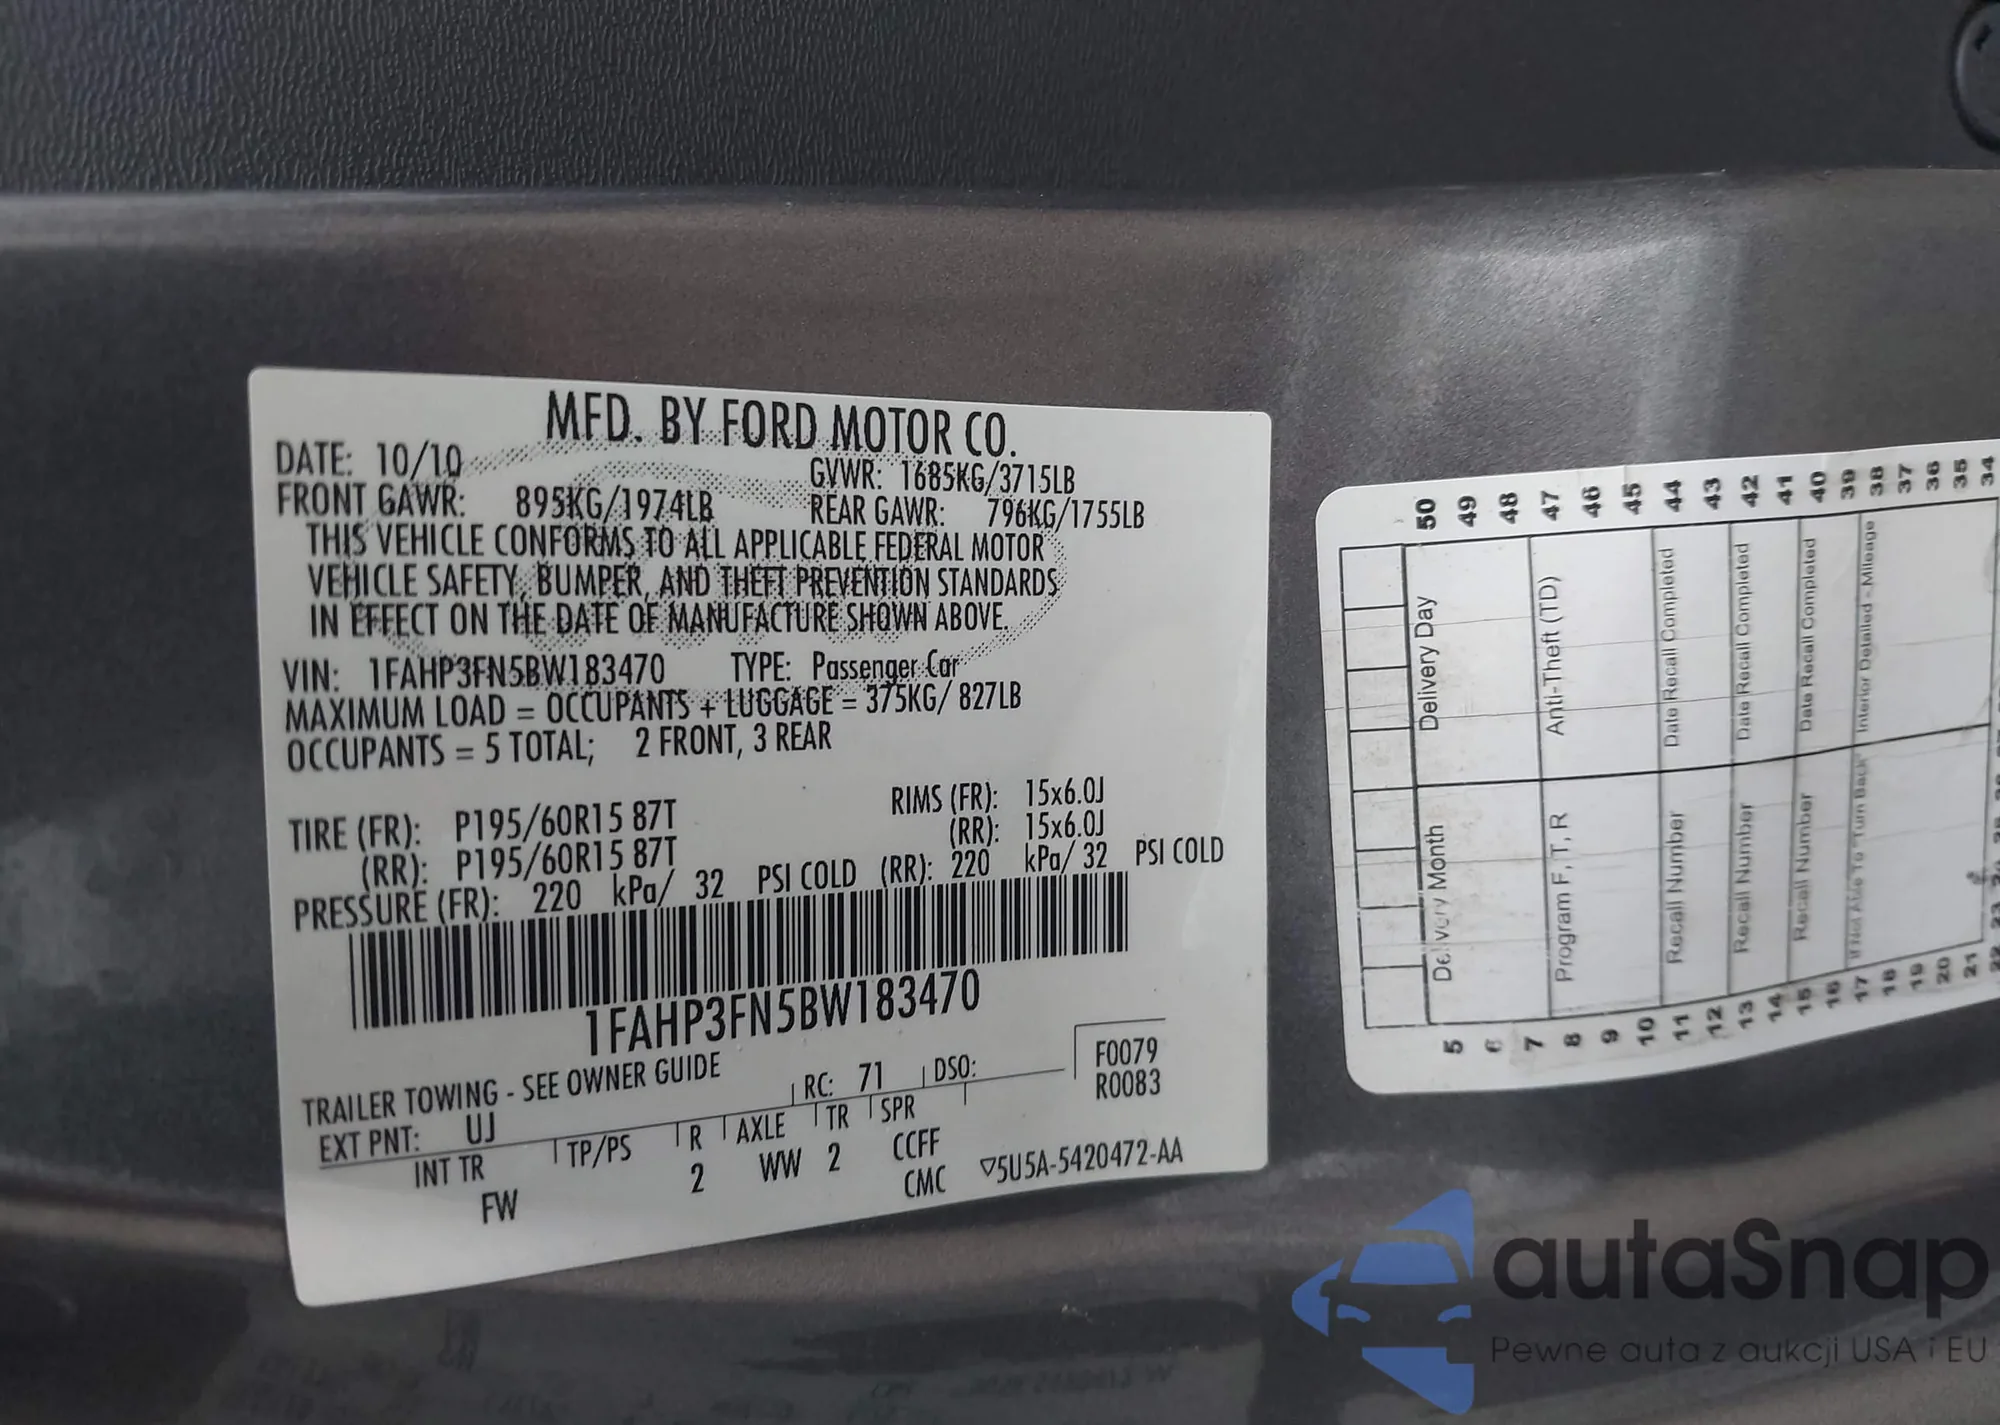 MFD. BY FORD MOTOR CO.
DATE: 10/10
GVWR: 1685KG/3715LB
FRONT GAWR: 895KG/1974LB REAR GAWR: 796KG/1755LB
THIS VEHICLE CONFORMS TO ALL APPLICABLE FEDERAL MOTOR
VEHICLE SAFETY, BUMPER, AND THEFT PREVENTION STANDARDS
IN EFFECT ON THE DATE OF MANUFACTURE SHOWN ABOVE.
VIN: 1FAHP3FN5BW183470 TYPE: Passenger Car
MAXIMUM LOAD = OCCUPANTS + LUGGAGE = 375KG/ 827LB
OCCUPANTS = 5 TOTAL; 2 FRONT, 3 REAR
TIRE (FR): P195/60R15 87T RIMS (FR): 15x6.0J
(RR): P195/60R15 87T (RR): 15x6.0J
PRESSURE (FR): 220 kPa/ 32 PSI COLD (RR): 220 kPa/ 32 PSI COLD
1FAHP3FN5BW183470
TRAILER TOWING - SEE OWNER GUIDE
EXT PNT: UJ RC: 71 DSO: F0079
R0083
INT TR TP/PS R AXLE TR SPR
FW 2 WW 2 CCFF
CMC ▽5U5A-5420472-AA
50 49 48 47 46 45 44 43 42 41 40 39 38 37 36 35 34
Delivery Day
Delivery Month
Anti-Theft (TD)
Program F, T, R
Date Recall Completed
Recall Number
Date Recall Completed
Recall Number
Date Recall Completed
Recall Number
Interior Detailed - Mileage
If Not Able To "Turn Back"
5 6 7 8 9 10 11 12 13 14 15 16 17 18 19 20 21 22 23
autaSnap
Pewne auta z aukcji USA i EU